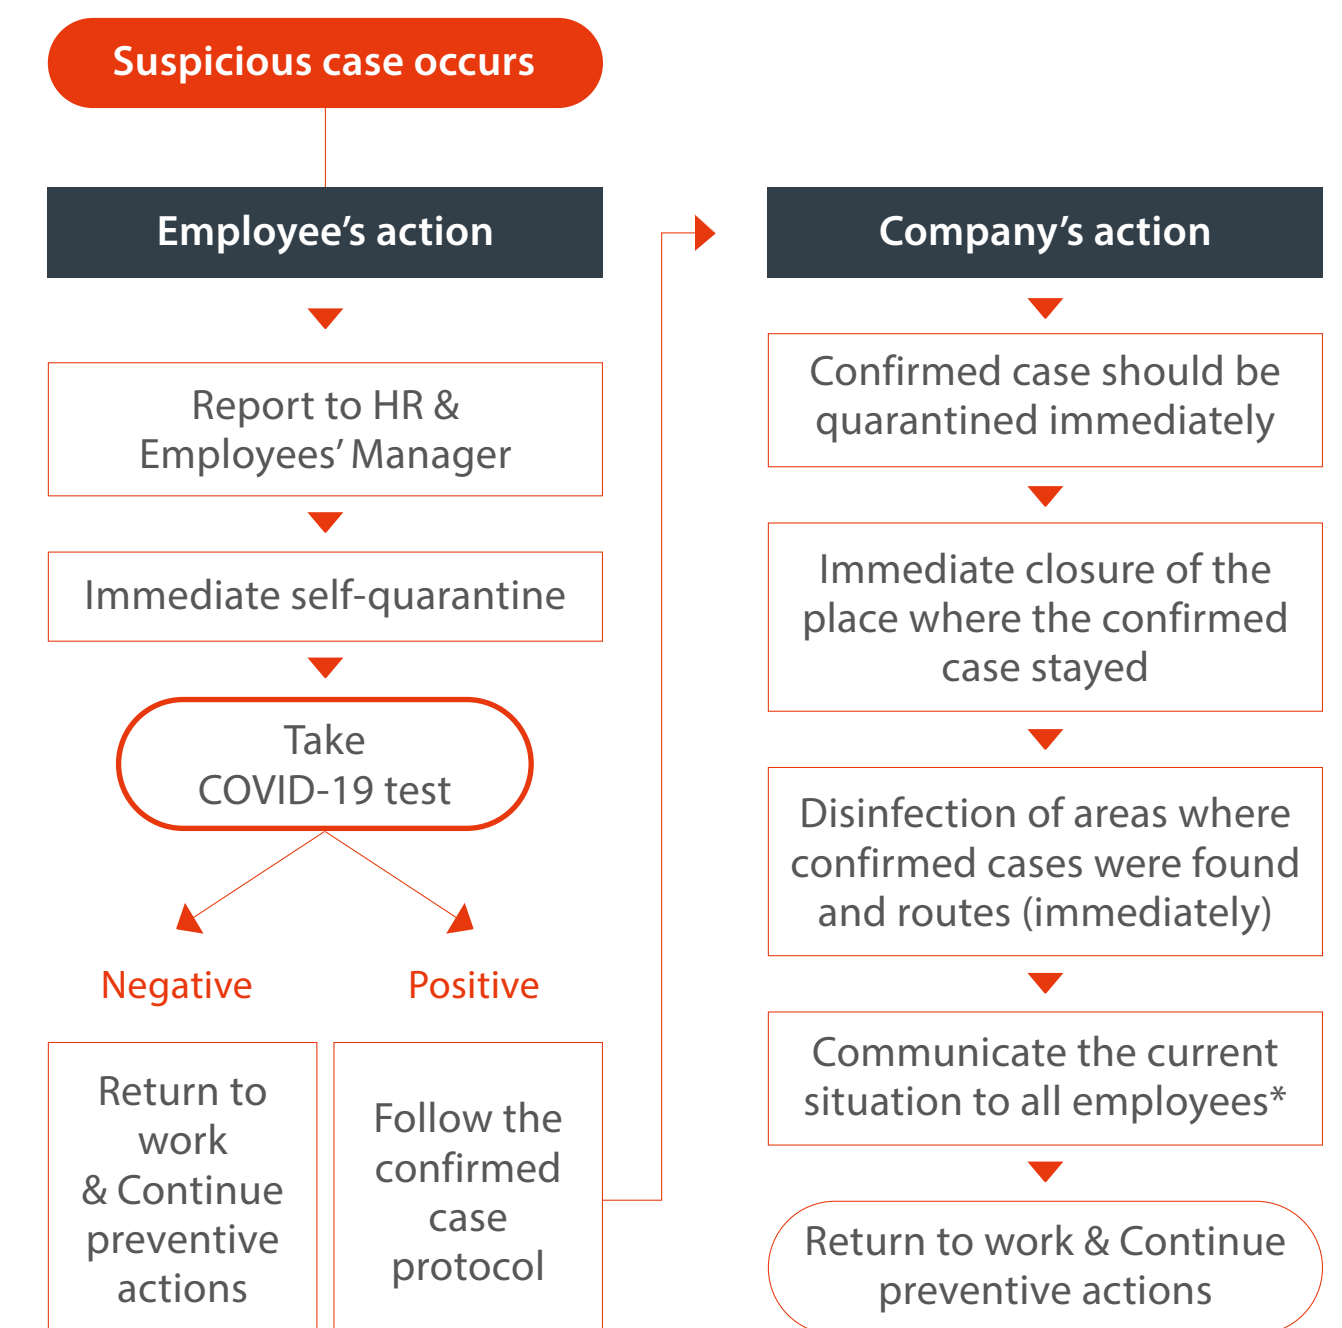 Suspicious case occurs
Employee’s action
Report to HR &
Employees’ Manager
Immediate self-quarantine
Take
COVID-19 test
Negative
Positive
Return to
work
& Continue
preventive
actions
Follow the
confirmed
case
protocol
Company’s action
Confirmed case should be
quarantined immediately
Immediate closure of the
place where the confirmed
case stayed
Disinfection of areas where
confirmed cases were found
and routes (immediately)
Communicate the current
situation to all employees*
Return to work & Continue
preventive actions